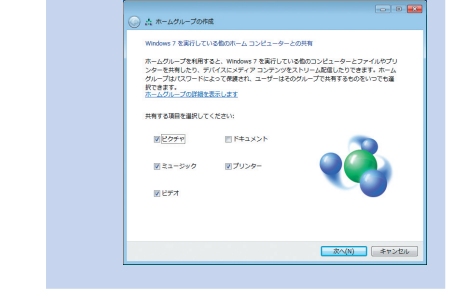 ホームグループの作成
Windows 7 を実行している他のホーム コンピューターとの共有
ホームグループを利用すると、Windows 7 を実行している他のコンピューターとファイルやプリ
ンターを共有したり、デバイスにメディア コンテンツをストリーム配信したりできます。ホーム
グループはパスワードによって保護され、ユーザーはそのグループで共有するものをいつでも選
択できます。
ホームグループの詳細を表示します
共有する項目を選択してください:
ピクチャ ドキュメント
ミュージック プリンター
ビデオ
次へ(N) キャンセル